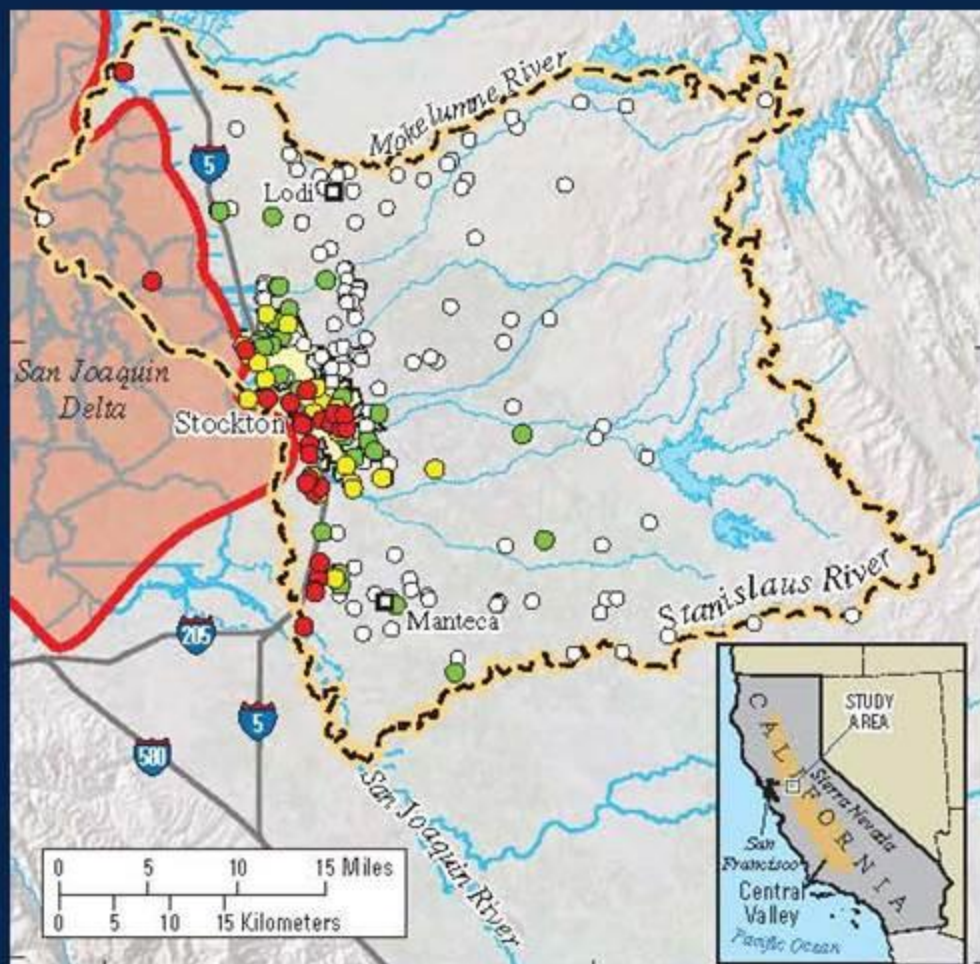 Mokelumne River
5
Lodi
San Joaquin
Delta
Stockton
Stanislaus River
Manteca
205
5
580
San Joaquin River
0 5 10 15 Miles
0 5 10 15 Kilometers
CALIFORNIA
STUDY
AREA
Sierra Nevada
San
Francisco
Central
Valley
Pacific Ocean